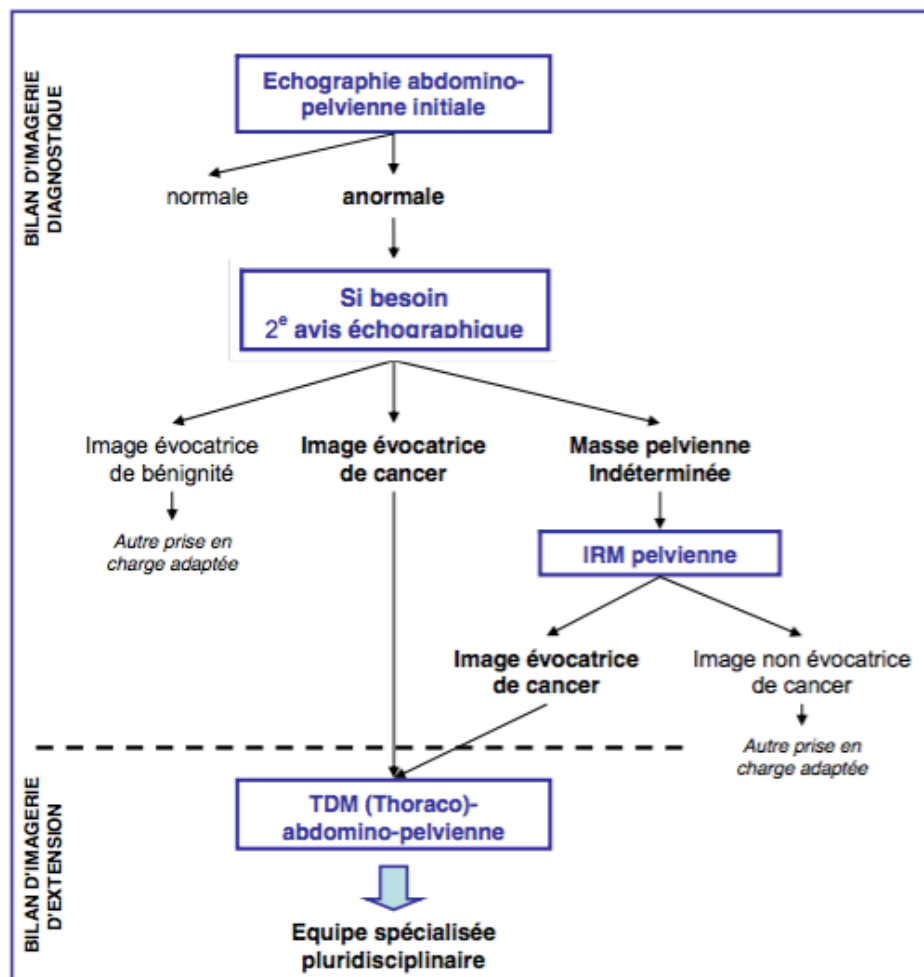 BILAN D'IMAGERIE
DIAGNOSTIQUE
Echographie abdomino-
pelvienne initiale
normale
anormale
Si besoin
2e avis échographique
Image évocatrice
de bénignité
Image évocatrice
de cancer
Masse pelvienne
Indéterminée
Autre prise en
charge adaptée
IRM pelvienne
Image évocatrice
de cancer
Image non évocatrice
de cancer
Autre prise en
charge adaptée
BILAN D'IMAGERIE
D'EXTENSION
TDM (Thoraco)-
abdomino-pelvienne
Equipe spécialisée
pluridisciplinaire